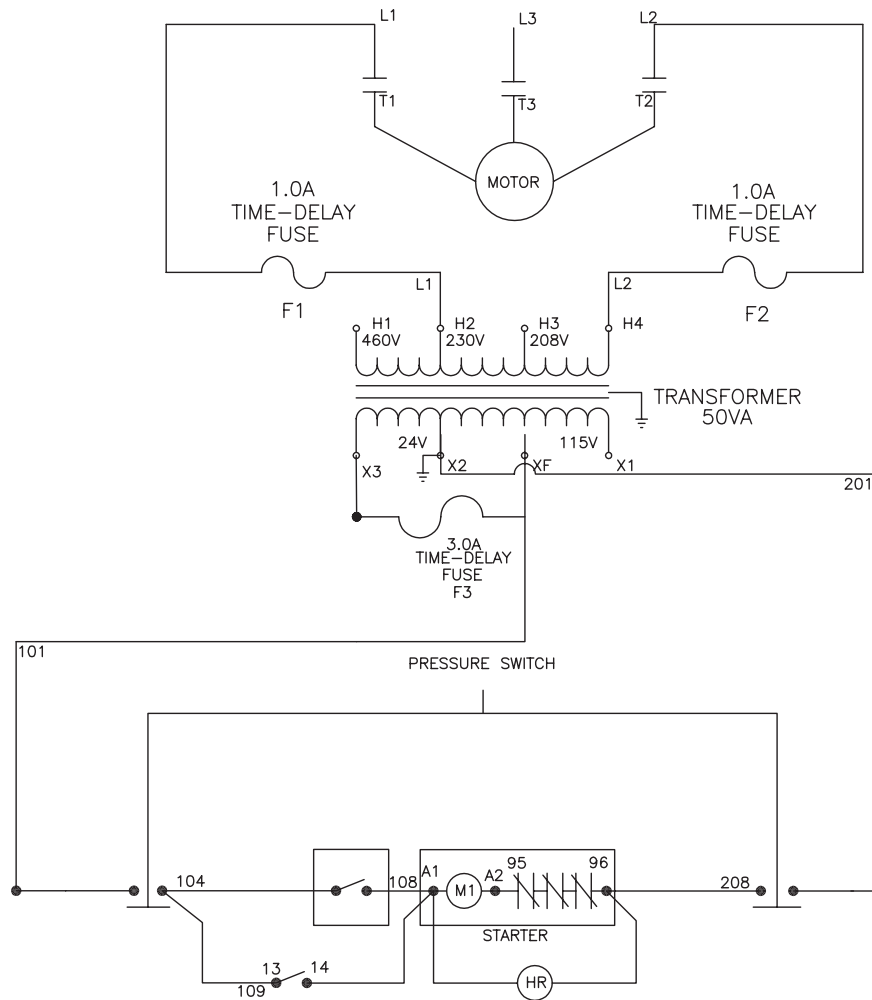 L1
L3
L2
T1
T3
T2
MOTOR
1.0A
TIME-DELAY
FUSE
F1
1.0A
TIME-DELAY
FUSE
F2
L1
L2
H1
460V
H2
230V
H3
208V
H4
TRANSFORMER
50VA
24V
115V
X3
X2
XF
X1
201
3.0A
TIME-DELAY
FUSE
F3
101
PRESSURE SWITCH
104
108
A1
M1
A2
95
96
208
STARTER
13
14
109
HR